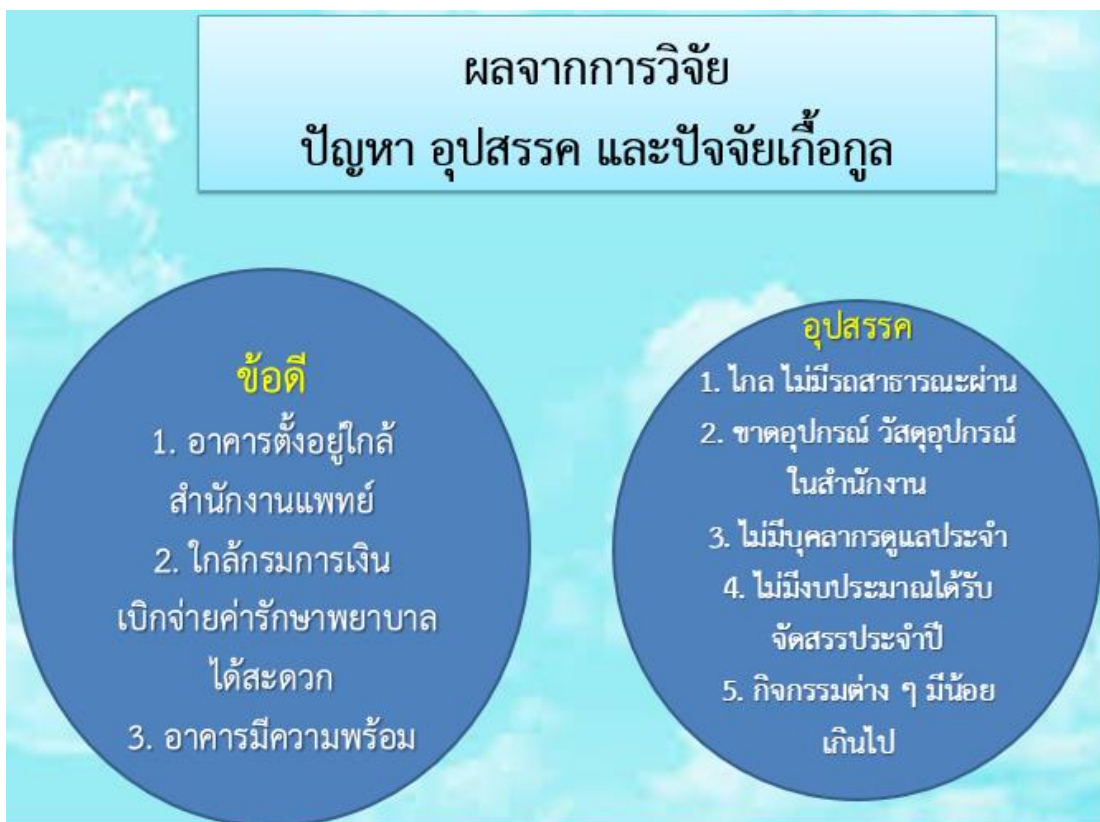 ผลจากการวิจัย
ปัญหา อุปสรรค และปัจจัยเกื้อกูล
ข้อดี
1. อาคารตั้งอยู่ใกล้
สำนักงานแพทย์
2. ใกล้กรมการเงิน
เบิกจ่ายค่ารักษาพยาบาล
ได้สะดวก
3. อาคารมีความพร้อม
อุปสรรค
1. ไกล ไม่มีรถสาธารณะผ่าน
2. ขาดอุปกรณ์ วัสดุอุปกรณ์
ในสำนักงาน
3. ไม่มีบุคลากรดูแลประจำ
4. ไม่มีงบประมาณได้รับ
จัดสรรประจำปี
5. กิจกรรมต่าง ๆ มีน้อย
เกินไป